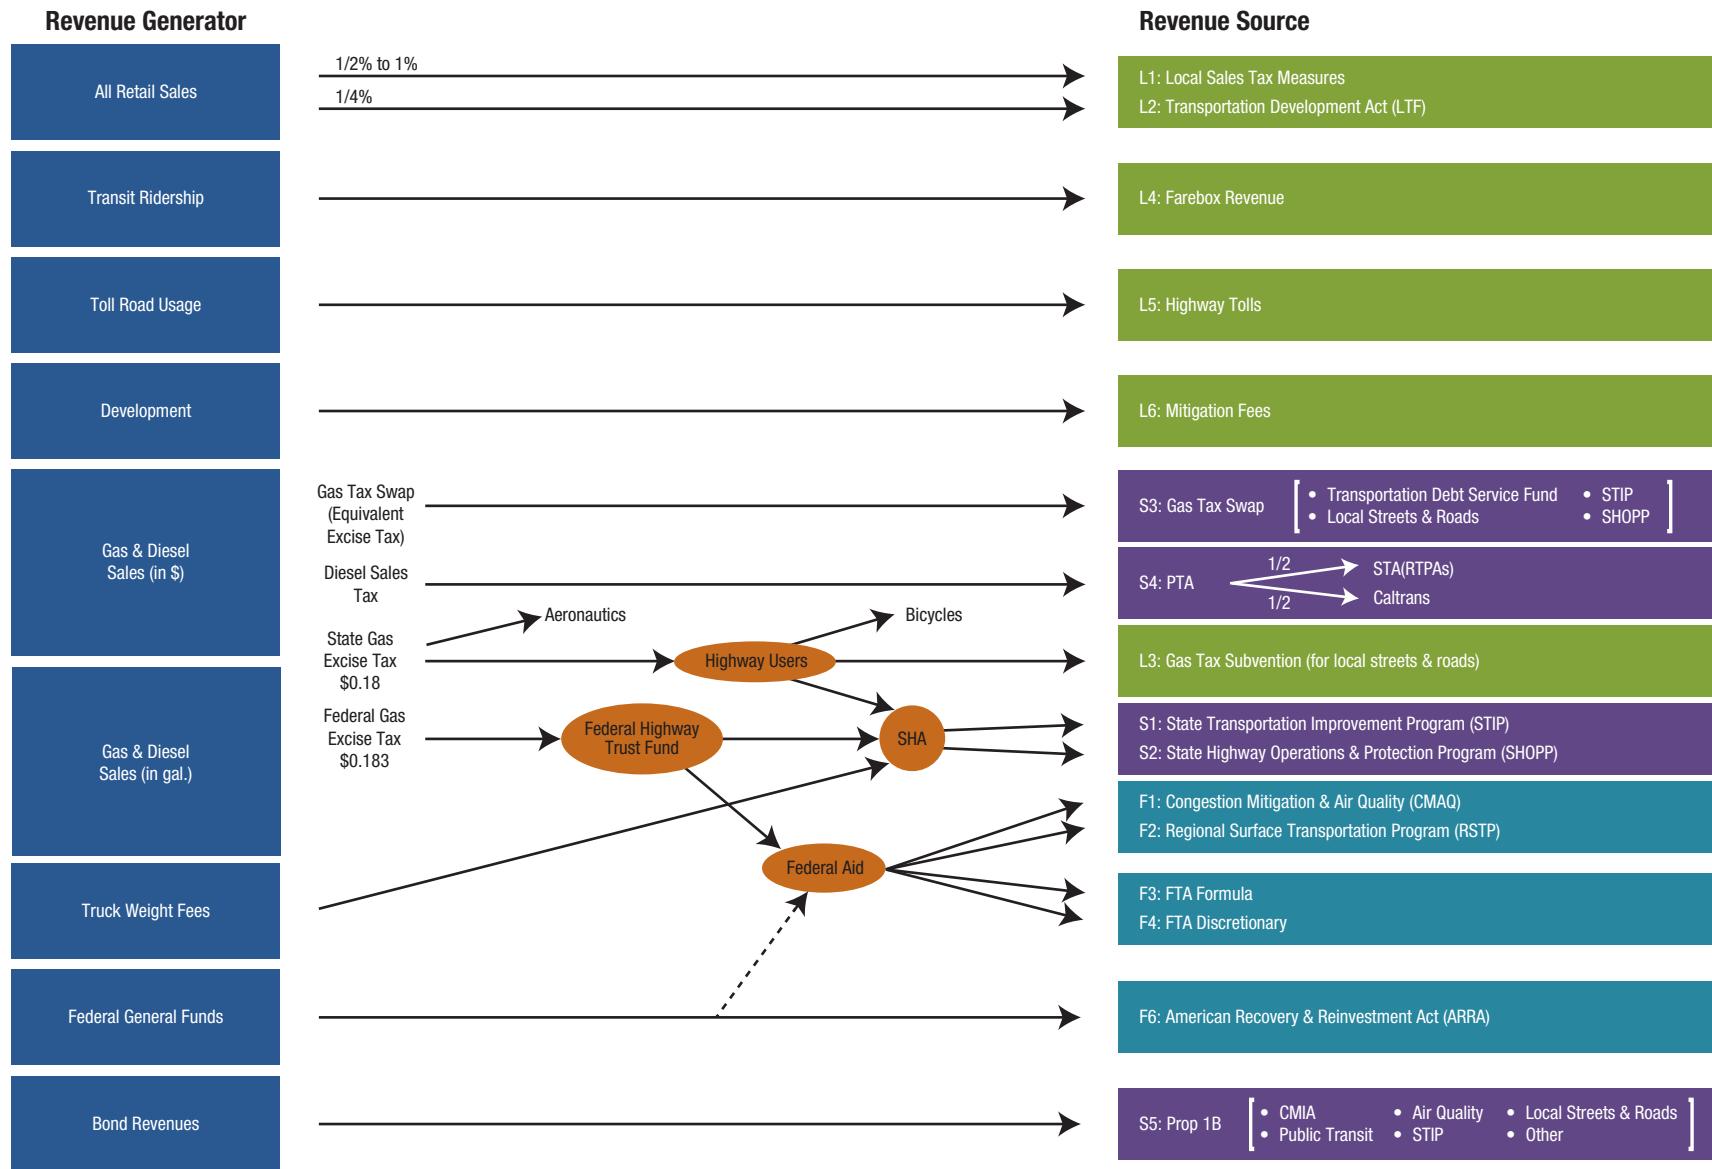 Revenue Generator
Revenue Source
All Retail Sales
1/2% to 1%
1/4%
L1: Local Sales Tax Measures
L2: Transportation Development Act (LTF)
Transit Ridership
L4: Farebox Revenue
Toll Road Usage
L5: Highway Tolls
Development
L6: Mitigation Fees
Gas & Diesel
Sales (in $)
Gas Tax Swap
(Equivalent
Excise Tax)
S3: Gas Tax Swap
• Transportation Debt Service Fund
• Local Streets & Roads
• STIP
• SHOPP
Diesel Sales
Tax
S4: PTA
1/2
1/2
STA(RTPAs)
Caltrans
Aeronautics
Bicycles
State Gas
Excise Tax
$0.18
Highway Users
L3: Gas Tax Subvention (for local streets & roads)
Gas & Diesel
Sales (in gal.)
Federal Gas
Excise Tax
$0.183
Federal Highway
Trust Fund
SHA
S1: State Transportation Improvement Program (STIP)
S2: State Highway Operations & Protection Program (SHOPP)
F1: Congestion Mitigation & Air Quality (CMAQ)
F2: Regional Surface Transportation Program (RSTP)
Federal Aid
Truck Weight Fees
F3: FTA Formula
F4: FTA Discretionary
Federal General Funds
F6: American Recovery & Reinvestment Act (ARRA)
Bond Revenues
S5: Prop 1B
• CMIA
• Public Transit
• Air Quality
• STIP
• Local Streets & Roads
• Other